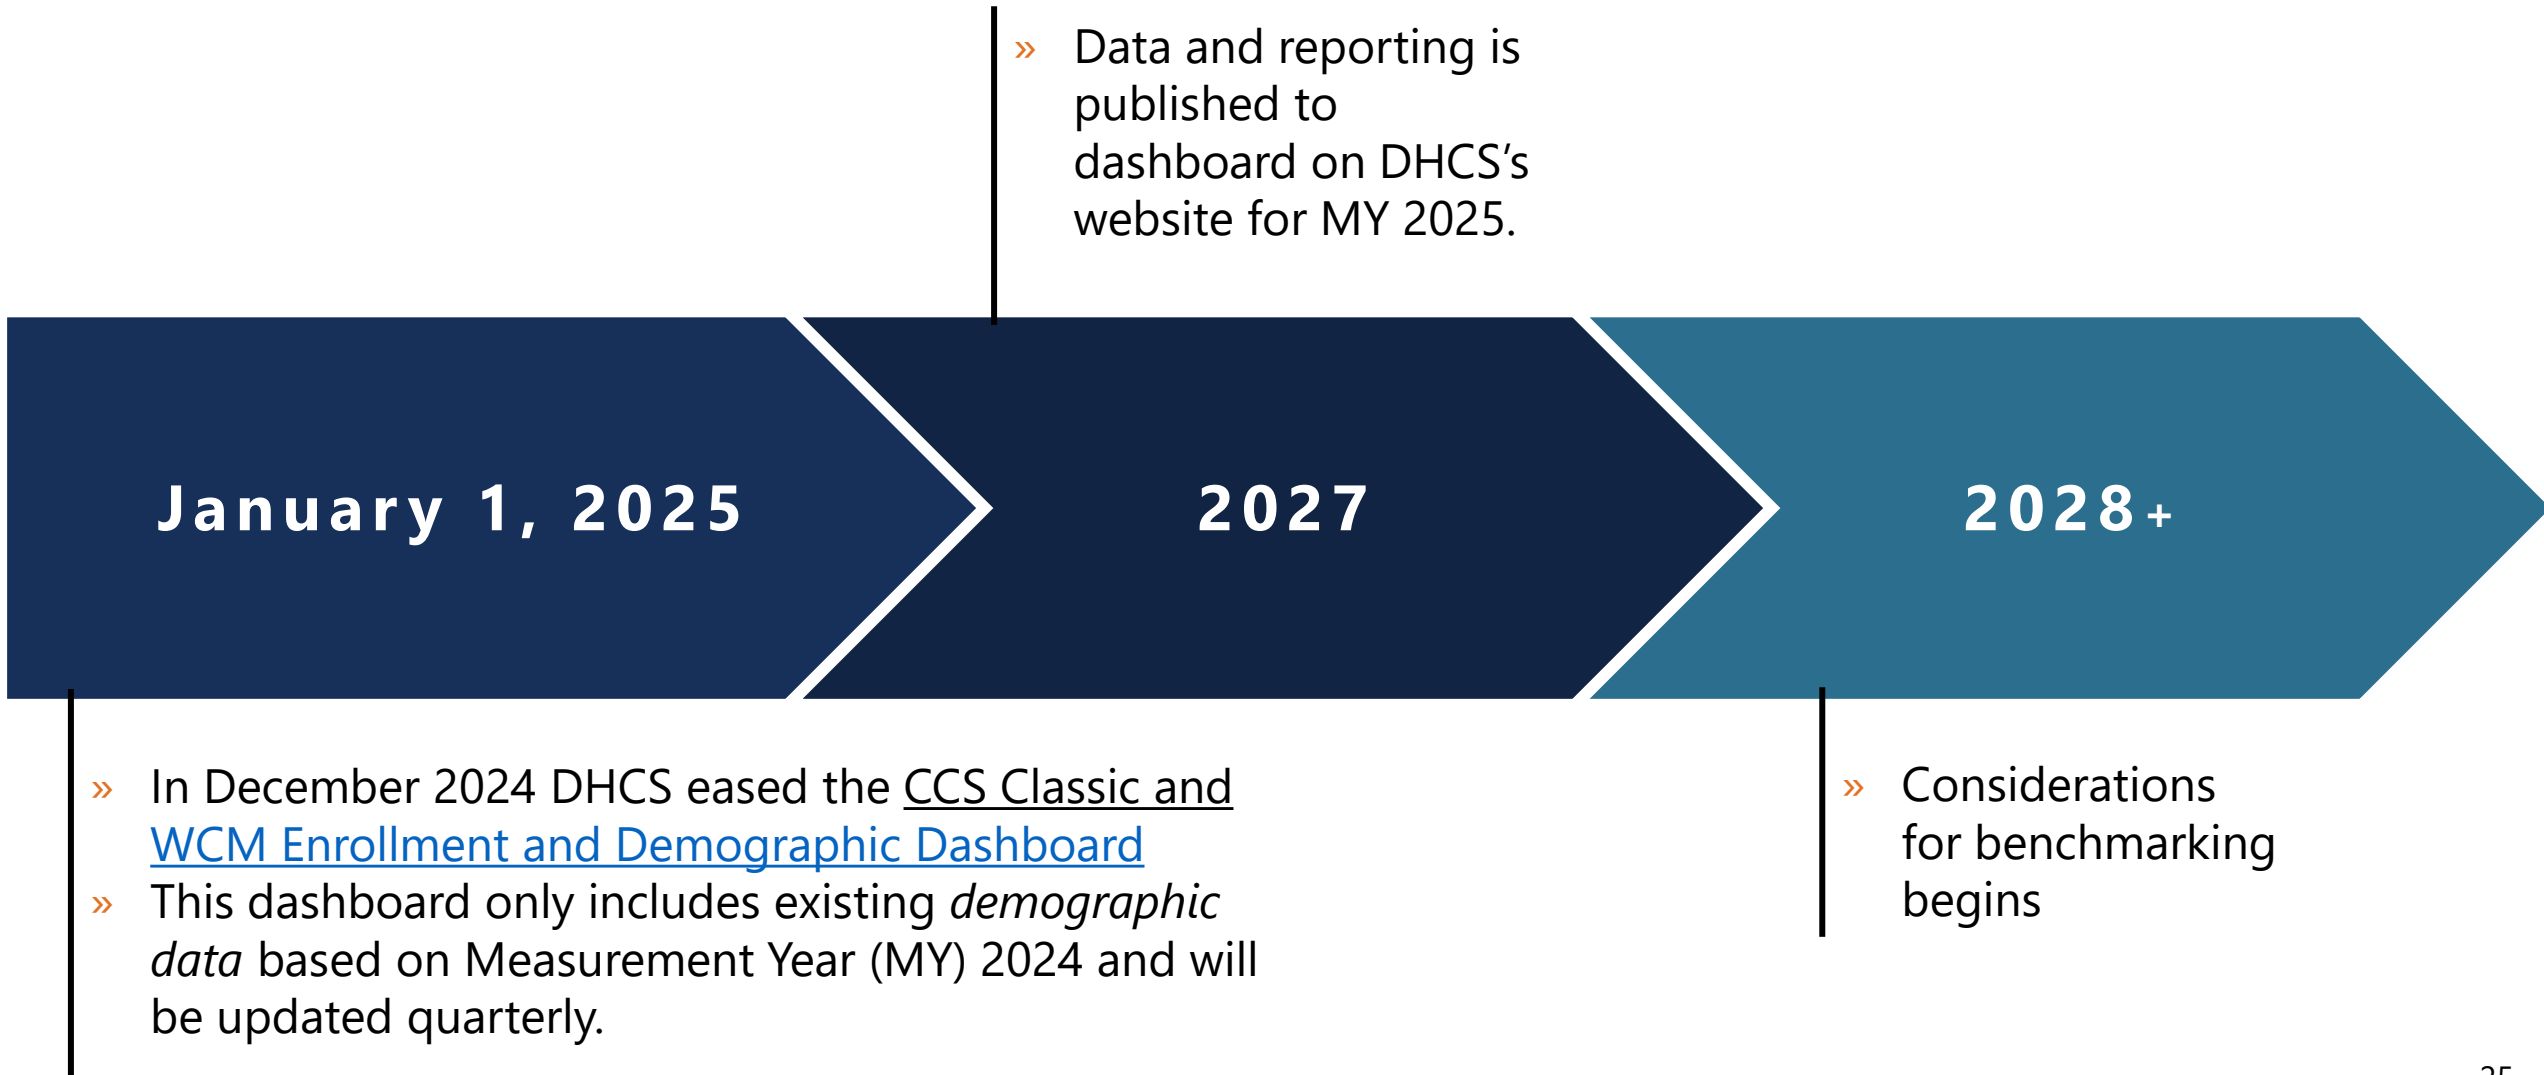 » Data and reporting is
published to
dashboard on DHCS’s
website for MY 2025.
January 1, 2025
2027
2028+
» In December 2024 DHCS eased the CCS Classic and
WCM Enrollment and Demographic Dashboard
» This dashboard only includes existing demographic
data based on Measurement Year (MY) 2024 and will
be updated quarterly.
» Considerations
for benchmarking
begins